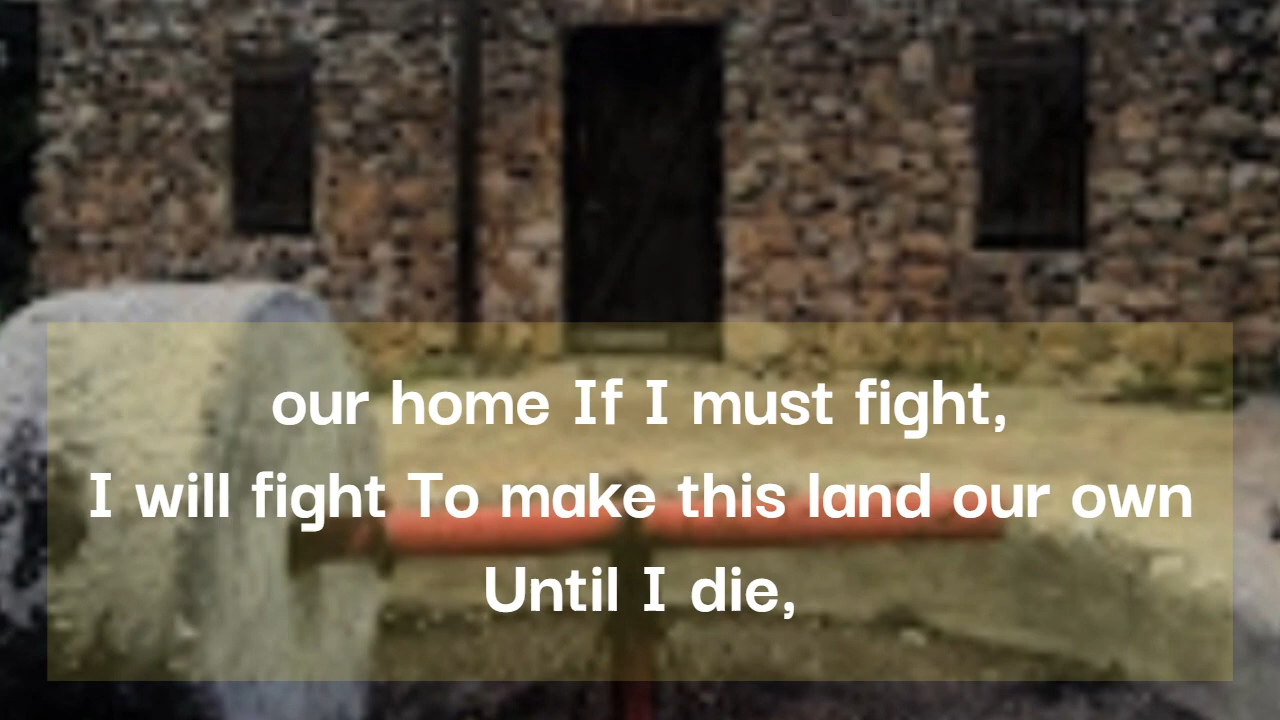 our home If I must fight,
I will fight To make this land our own
Until I die,